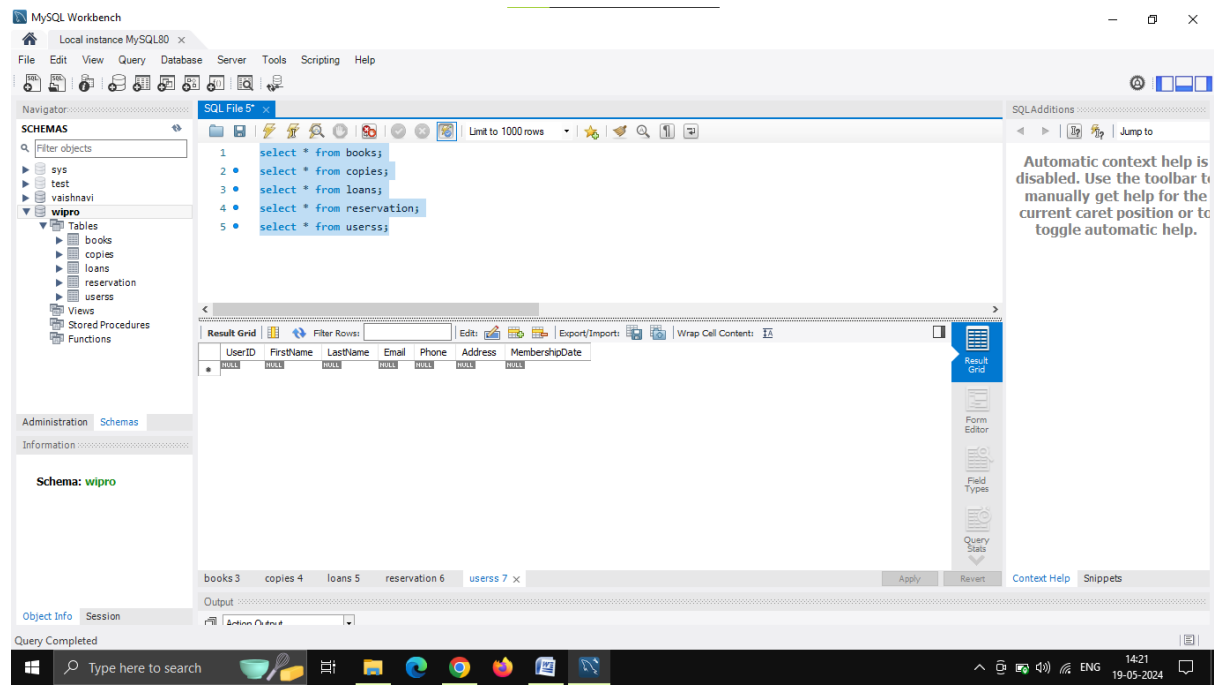 MySQL Workbench
Local instance MySQL80 ×
File Edit View Query Database Server Tools Scripting Help
Navigator
SQL File 5* ×
SQLAdditions
SCHEMAS
Limit to 1000 rows
Jump to
Filter objects
1 select * from books;
2 select * from copies;
3 select * from loans;
4 select * from reservation;
5 select * from userss;
Automatic context help is
disabled. Use the toolbar to
manually get help for the
current caret position or to
toggle automatic help.
sys
test
vaishnavi
wipro
Tables
books
copies
loans
reservation
userss
Views
Stored Procedures
Functions
Result Grid Filter Rows: Edit: Export/Import: Wrap Cell Content:
UserID FirstName LastName Email Phone Address MembershipDate
NULL NULL NULL NULL NULL NULL NULL
Result
Grid
Form
Editor
Field
Types
Query
Stats
Administration Schemas
Information
Schema: wipro
books 3 copies 4 loans 5 reservation 6 userss 7 ×
Apply Revert
Context Help Snippets
Output
Object Info Session
Action Output
Query Completed
Type here to search
ENG
14:21
19-05-2024